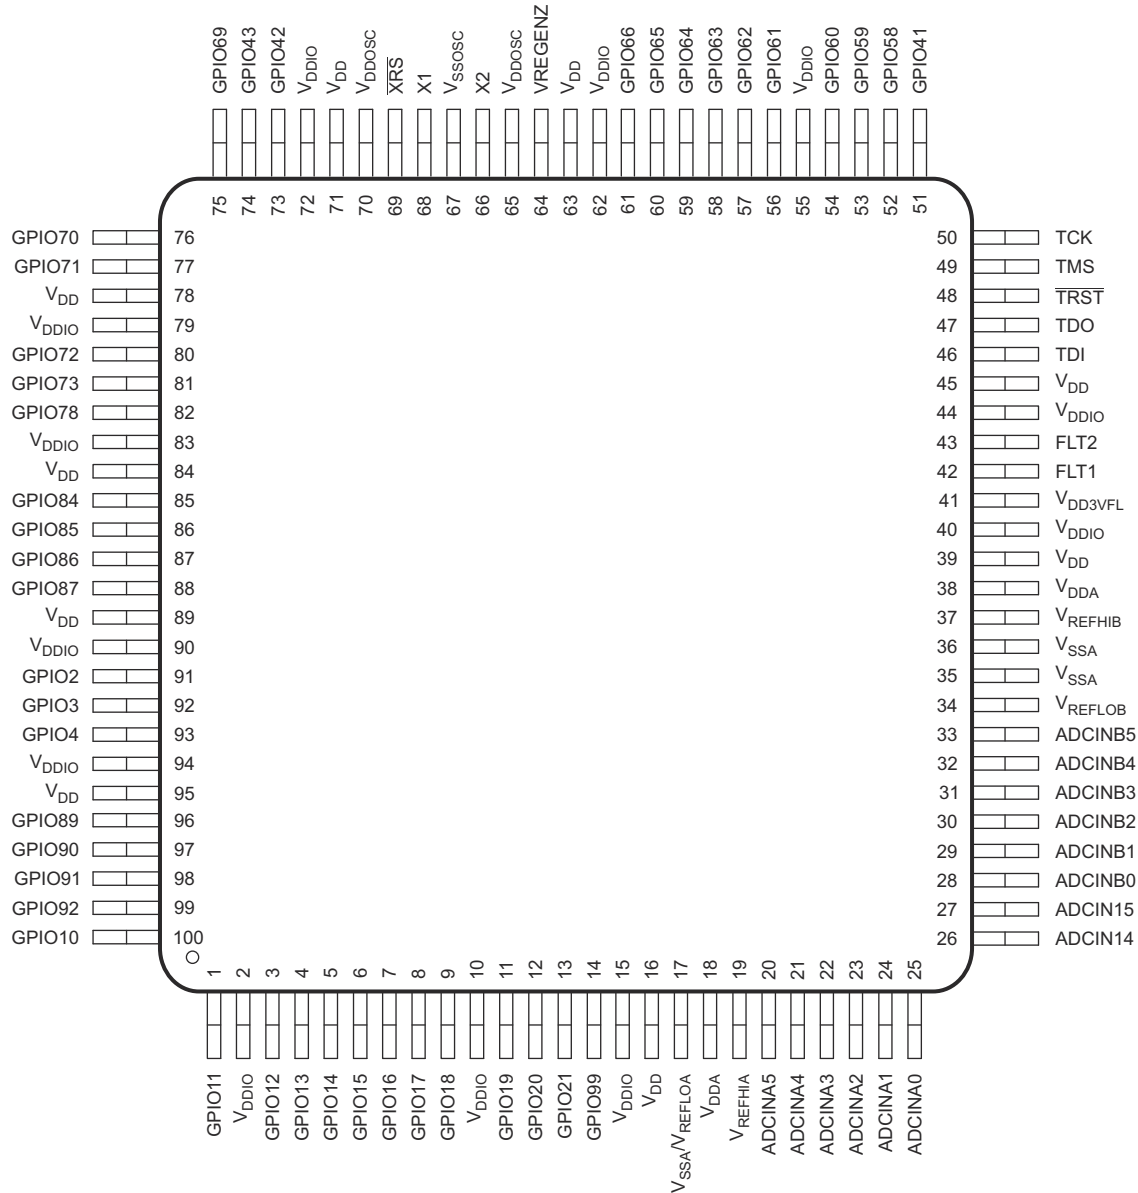 GPIO69 GPIO43 GPIO42 VDDIO VDD VDDOSC XRS X1 VSSOSC X2 VDDOSC VREGENZ VDD VDDIO GPIO66 GPIO65 GPIO64 GPIO63 GPIO62 GPIO61 VDDIO GPIO60 GPIO59 GPIO58 GPIO41
75 74 73 72 71 70 69 68 67 66 65 64 63 62 61 60 59 58 57 56 55 54 53 52 51
GPIO70 76 50 TCK
GPIO71 77 49 TMS
VDD 78 48 TRST
VDDIO 79 47 TDO
GPIO72 80 46 TDI
GPIO73 81 45 VDD
GPIO78 82 44 VDDIO
VDDIO 83 43 FLT2
VDD 84 42 FLT1
GPIO84 85 41 VDD3VFL
GPIO85 86 40 VDDIO
GPIO86 87 39 VDD
GPIO87 88 38 VDDA
VDD 89 37 VREFHIB
VDDIO 90 36 VSSA
GPIO2 91 35 VSSA
GPIO3 92 34 VREFLOB
GPIO4 93 33 ADCINB5
VDDIO 94 32 ADCINB4
VDD 95 31 ADCINB3
GPIO89 96 30 ADCINB2
GPIO90 97 29 ADCINB1
GPIO91 98 28 ADCINB0
GPIO92 99 27 ADCIN15
GPIO10 100 26 ADCIN14
1 2 3 4 5 6 7 8 9 10 11 12 13 14 15 16 17 18 19 20 21 22 23 24 25
GPIO11 VDDIO GPIO12 GPIO13 GPIO14 GPIO15 GPIO16 GPIO17 GPIO18 VDDIO GPIO19 GPIO20 GPIO21 GPIO99 VDDIO VDD VSSA/VREFLOA VDDA VREFHIA ADCINA5 ADCINA4 ADCINA3 ADCINA2 ADCINA1 ADCINA0